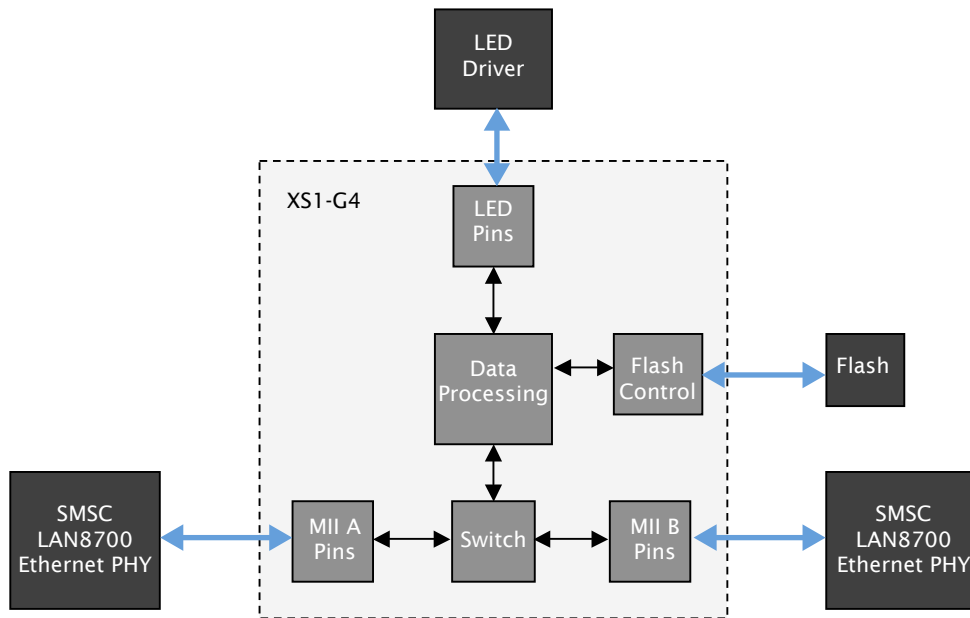 LED
Driver
XS1-G4
LED
Pins
Data
Processing
Flash
Control
Flash
SMSC
LAN8700
Ethernet PHY
MII A
Pins
Switch
MII B
Pins
SMSC
LAN8700
Ethernet PHY